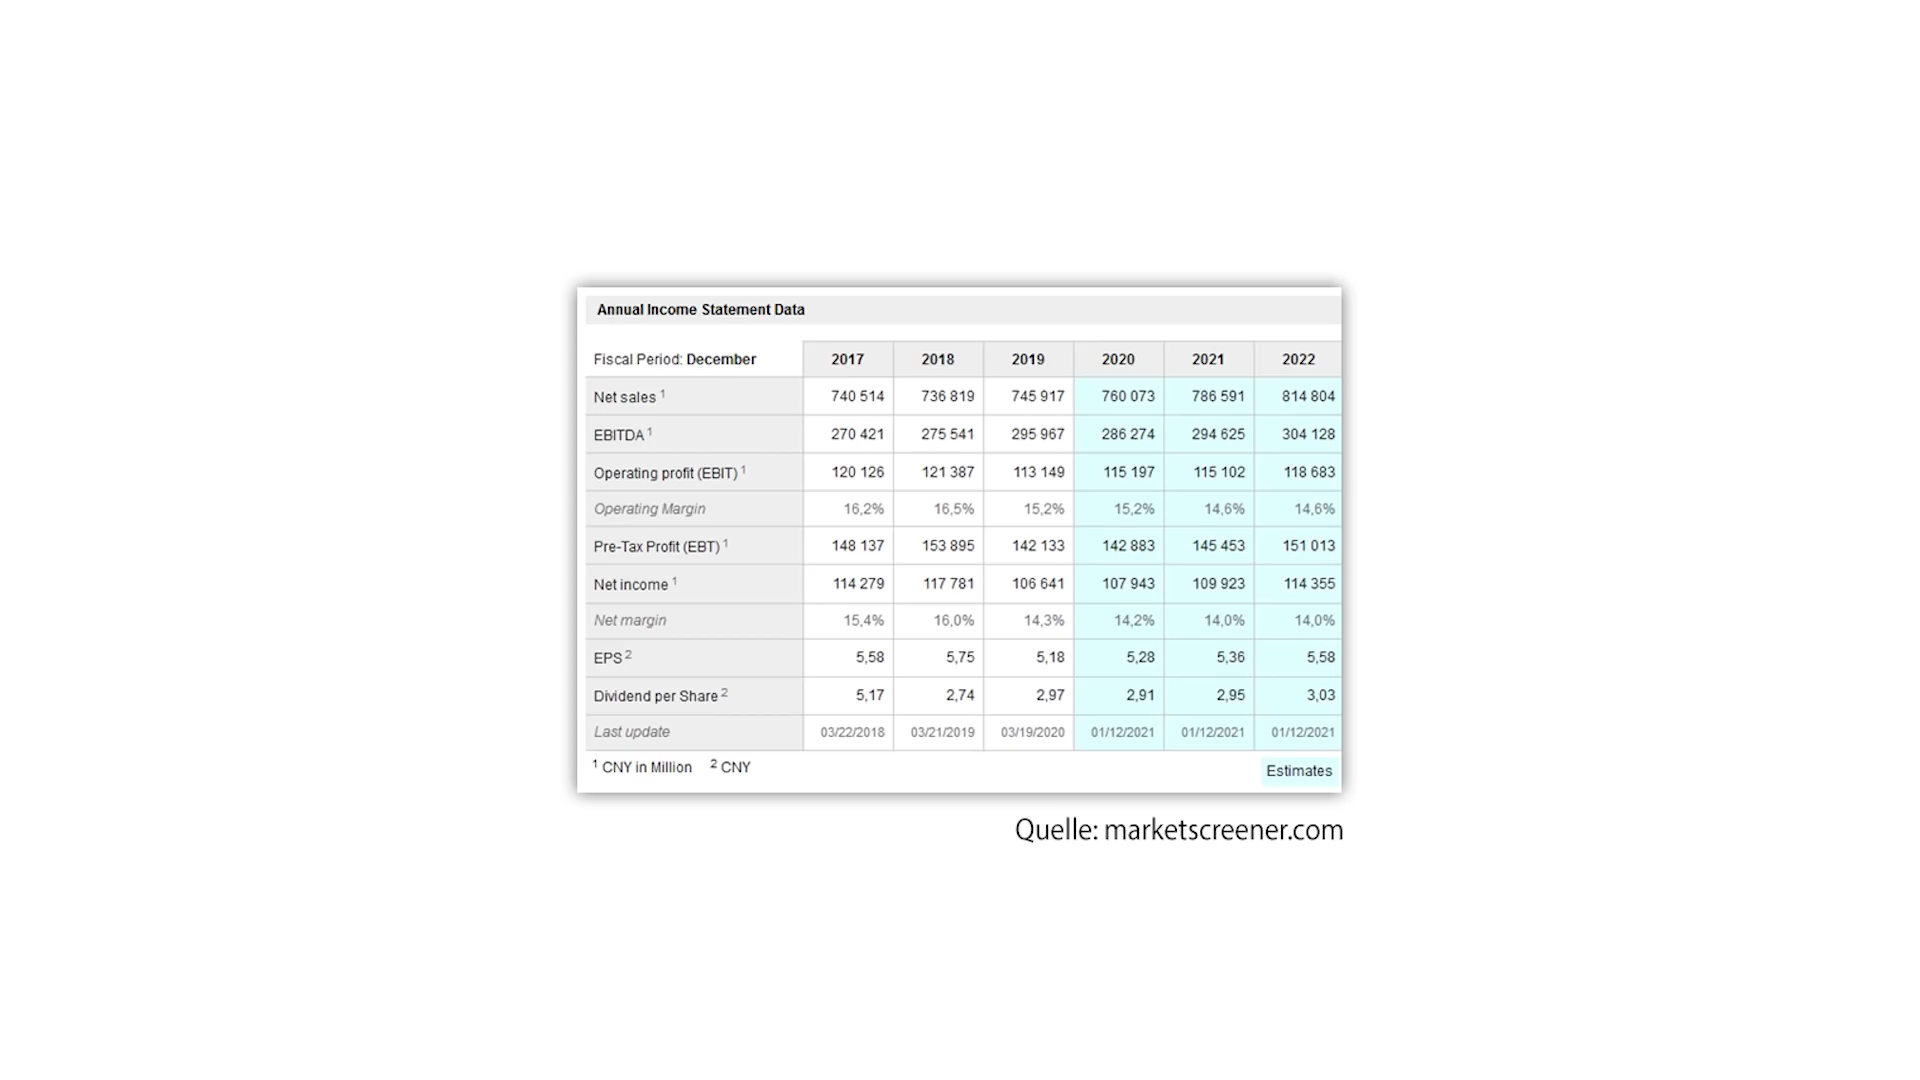 Annual Income Statement Data
Fiscal Period: December 2017 2018 2019 2020 2021 2022
Net sales 1 740 514 736 819 745 917 760 073 786 591 814 804
EBITDA 1 270 421 275 541 295 967 286 274 294 625 304 128
Operating profit (EBIT) 1 120 126 121 387 113 149 115 197 115 102 118 683
Operating Margin 16,2% 16,5% 15,2% 15,2% 14,6% 14,6%
Pre-Tax Profit (EBT) 1 148 137 153 895 142 133 142 883 145 453 151 013
Net income 1 114 279 117 781 106 641 107 943 109 923 114 355
Net margin 15,4% 16,0% 14,3% 14,2% 14,0% 14,0%
EPS 2 5,58 5,75 5,18 5,28 5,36 5,58
Dividend per Share 2 5,17 2,74 2,97 2,91 2,95 3,03
Last update 03/22/2018 03/21/2019 03/19/2020 01/12/2021 01/12/2021 01/12/2021
1 CNY in Million 2 CNY Estimates
Quelle: marketscreener.com